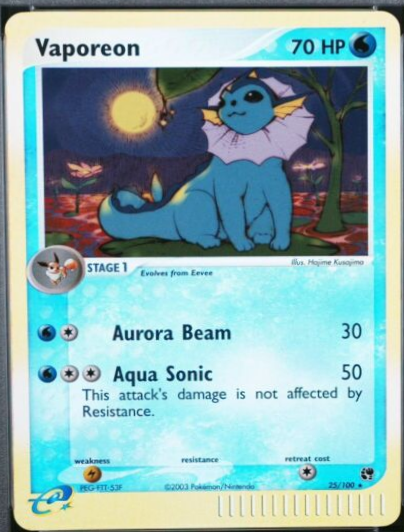 Vaporeon 70 HP
Illus. Hajime Kusajima
STAGE 1 Evolves from Eevee
Aurora Beam 30
Aqua Sonic 50
This attack's damage is not affected by
Resistance.
weakness resistance retreat cost
©2003 Pokémon/Nintendo 25/100
e